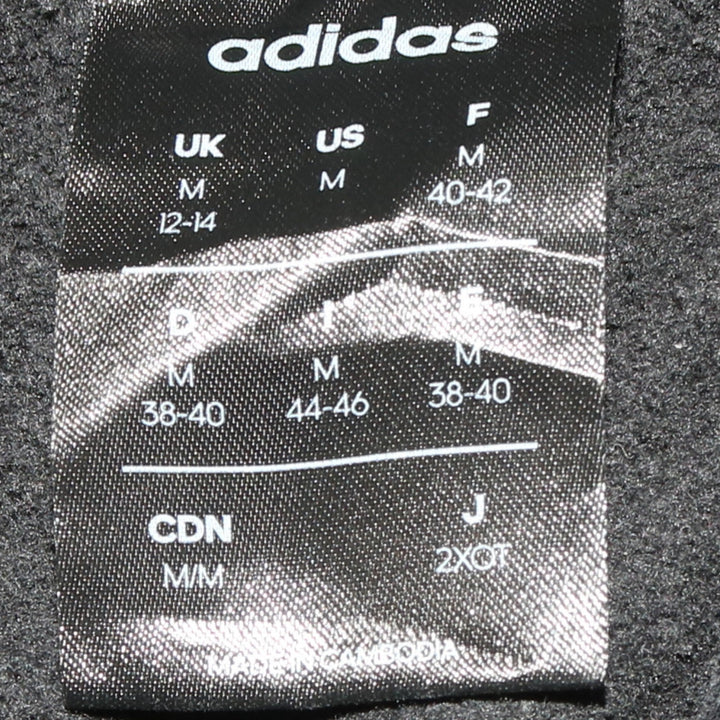 adidas
UK US F
M M M
12-14 40-42
D I E
M M M
38-40 44-46 38-40
CDN J
M/M 2XOT
MADE IN CAMBODIA